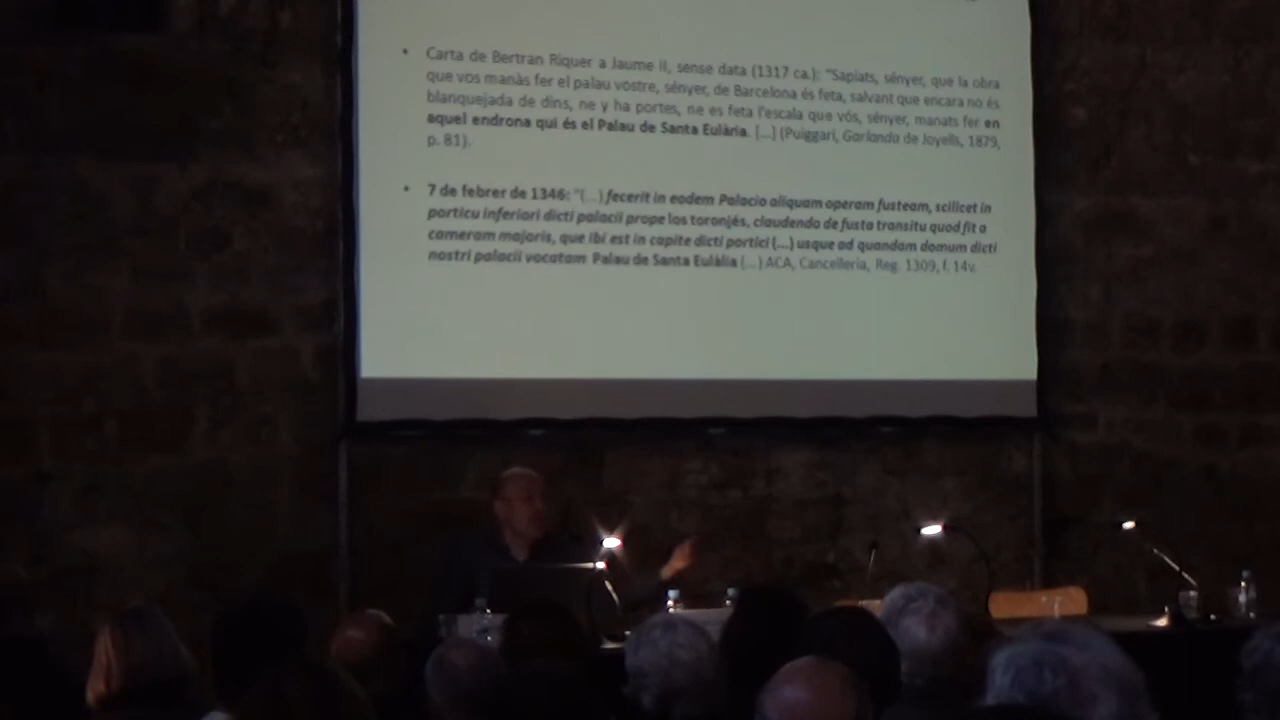 • Carta de Bertran Riquer a Jaume II, sense data (1317 ca.): "Sapiats, sényer, que la obra
que vos manàs fer el palau vostre, sényer, de Barcelona és feta, salvant que encara no és
blanquejada de dins, ne y ha portes, ne es feta l'escala que vós, sényer, manats fer en
aquel endrona qui és el Palau de Santa Eulària. [...] (Puiggarí, Garlanda de Joyells, 1879,
p. 81).
• 7 de febrer de 1346: "(...) fecerit in eodem Palacio aliquam operam fusteam, scilicet in
porticu inferiori dicti palacii prope los toronjés, claudendo de fusta transitu quod fit a
cameram majoris, que ibi est in capite dicti portici (...) usque ad quandam domum dicti
nostri palacii vocatam Palau de Santa Eulàlia (...) ACA, Cancelleria, Reg. 1309, f. 14v.